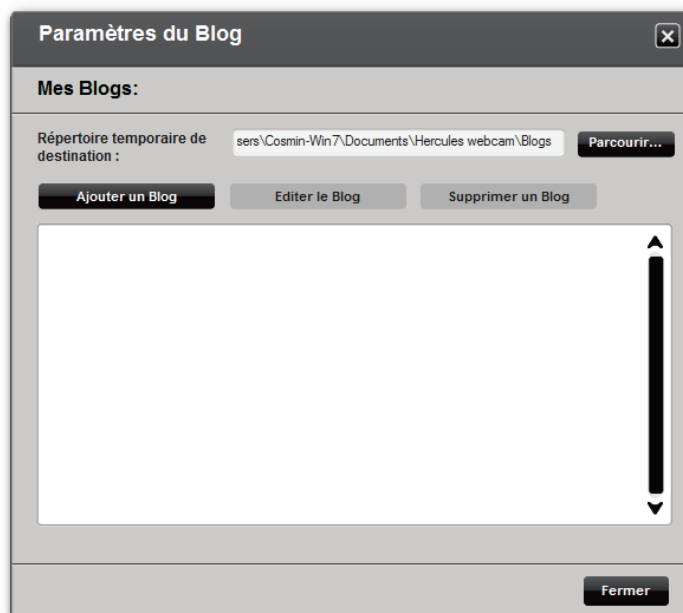 Paramètres du Blog
Mes Blogs:
Répertoire temporaire de
destination :
sers\Cosmin-Win7\Documents\Hercules webcam\Blogs
Parcourir...
Ajouter un Blog
Editer le Blog
Supprimer un Blog
Fermer